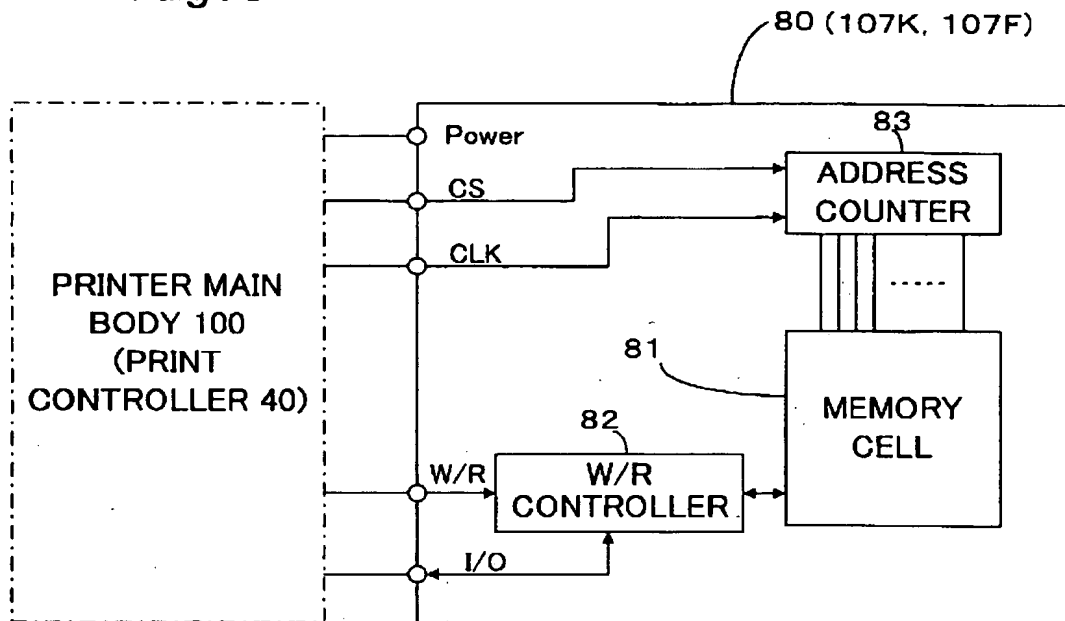 80 (107K, 107F)
Power
CS
CLK
83
ADDRESS
COUNTER
PRINTER MAIN
BODY 100
(PRINT
CONTROLLER 40)
81
MEMORY
CELL
82
W/R
W/R
CONTROLLER
I/O